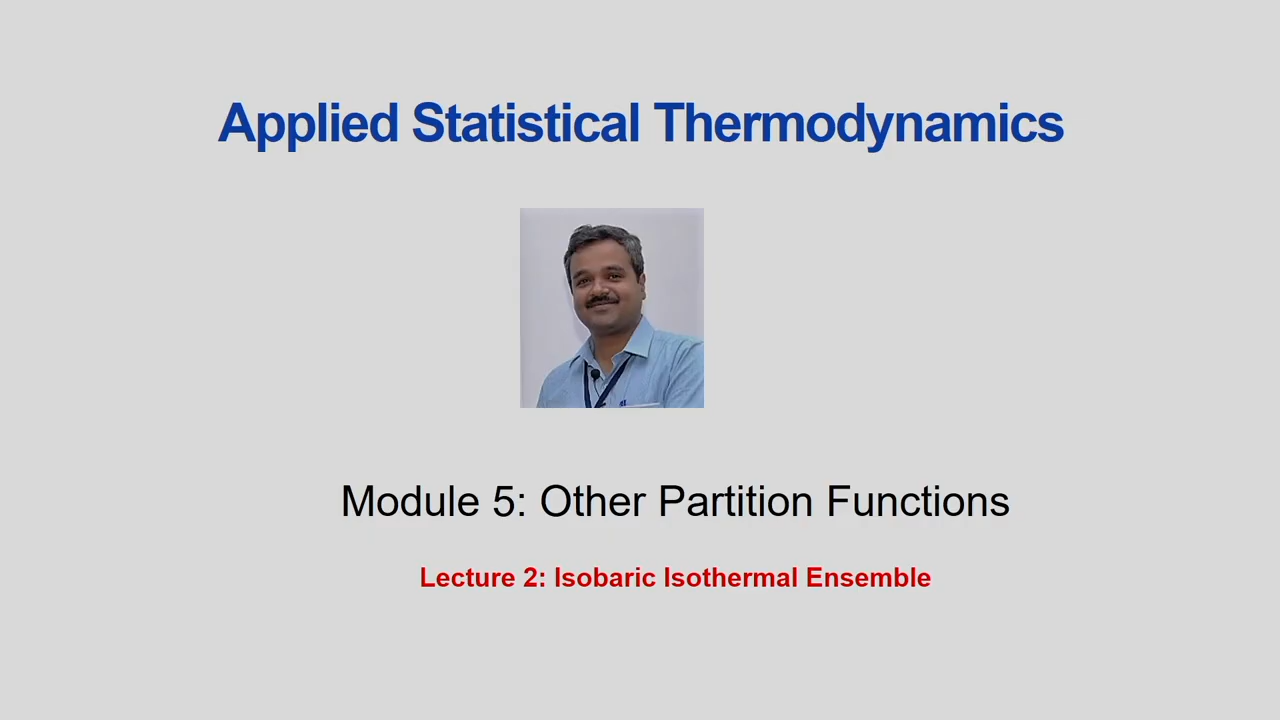 Applied Statistical Thermodynamics
Module 5: Other Partition Functions
Lecture 2: Isobaric Isothermal Ensemble